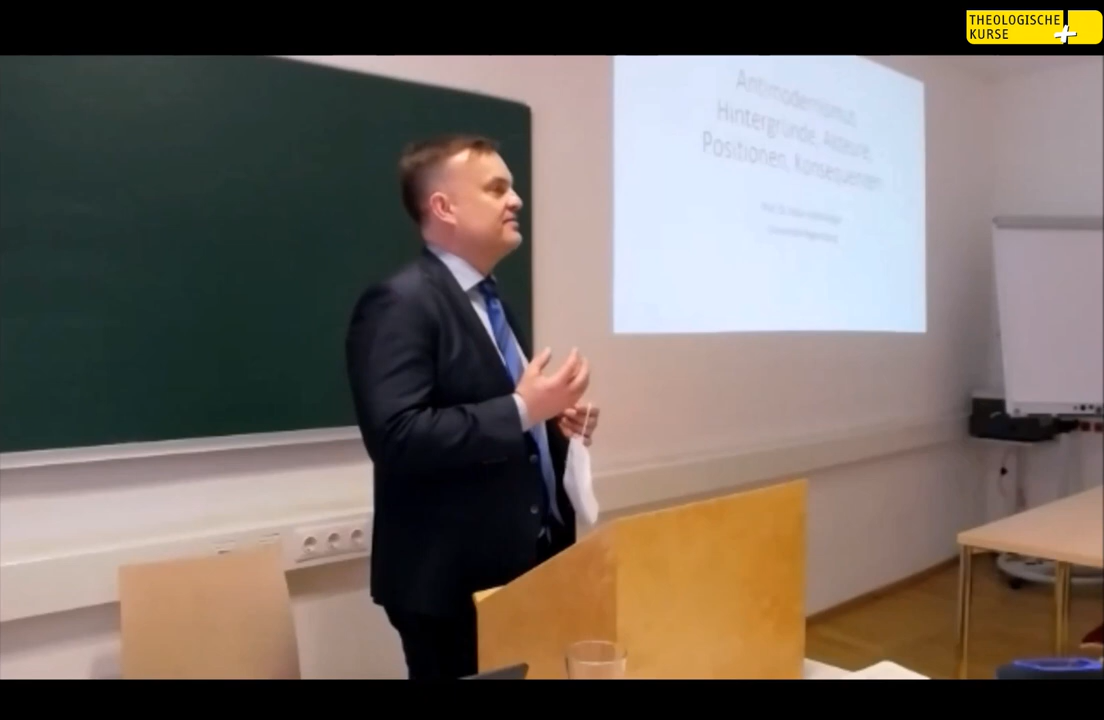 THEOLOGISCHE
KURSE
Antimodernismus
Hintergründe, Akteure,
Positionen, Konsequenzen